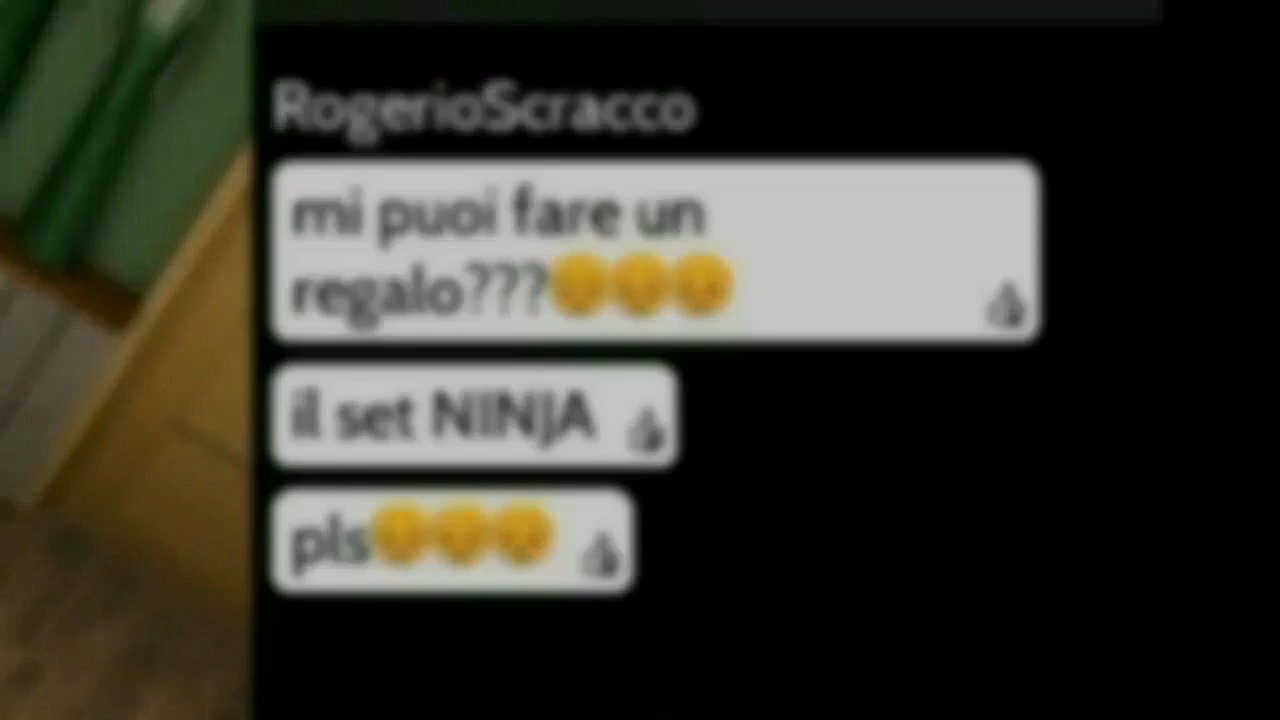 RogerioScracco
mi puoi fare un
regalo???😔😔😔
il set NINJA
pls😔😔😔